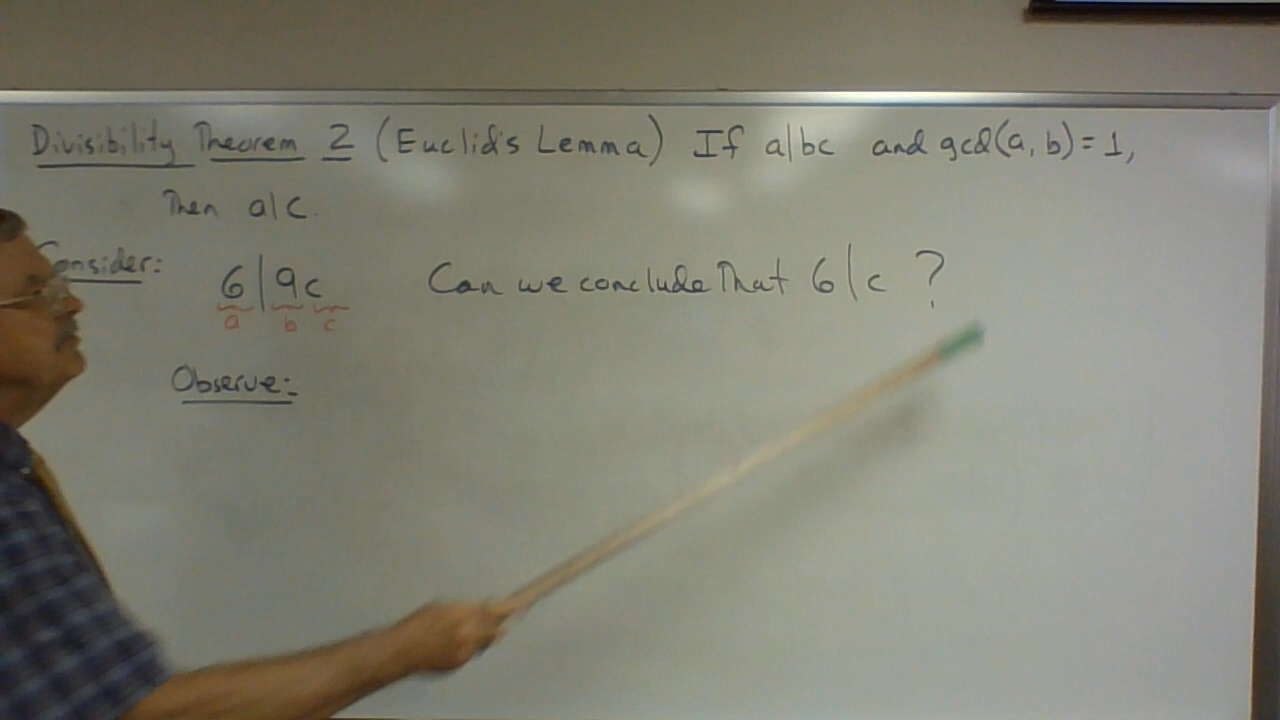 Divisibility Theorem 2 (Euclid's Lemma) If a|bc and gcd(a, b) = 1,
Then a|c.
Consider: 6|9c Can we conclude That 6|c ?
a b c
Observe: